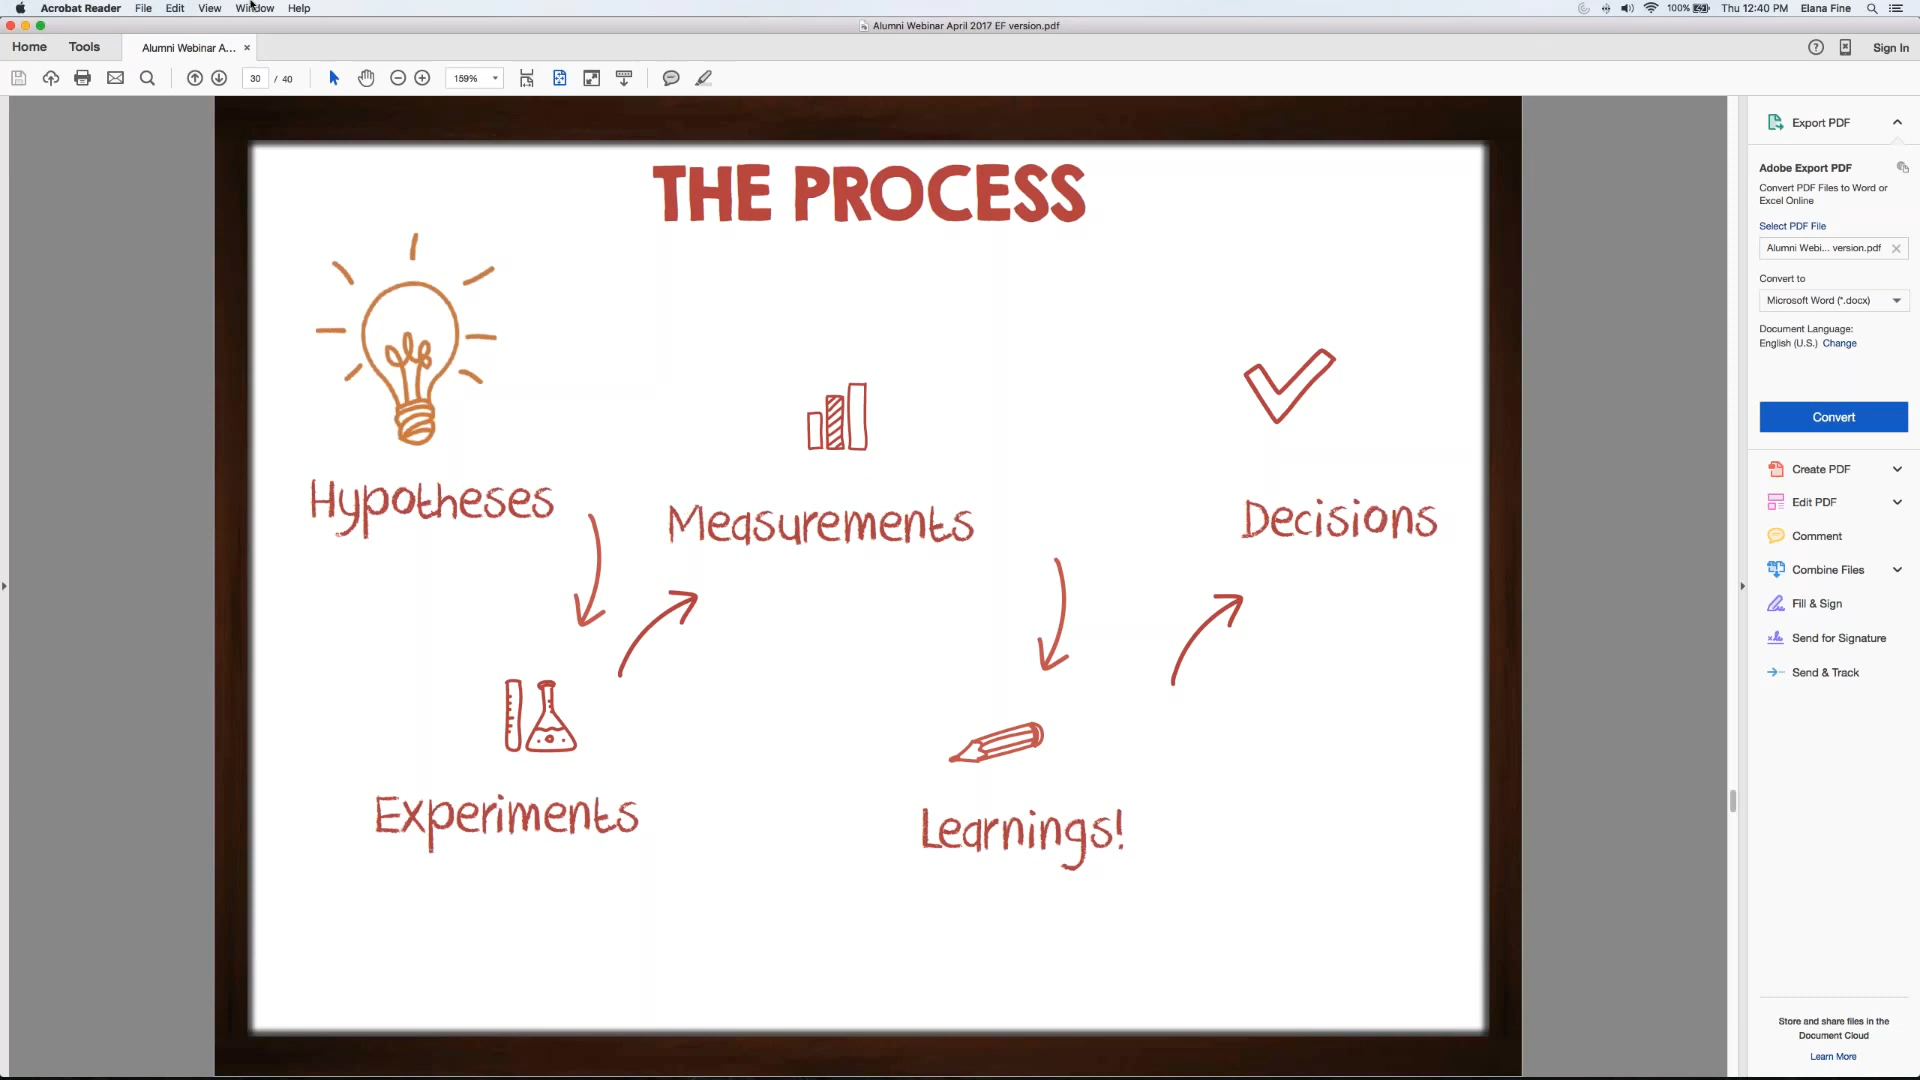 Acrobat Reader File Edit View Window Help 100% Thu 12:40 PM Elana Fine
Alumni Webinar April 2017 EF version.pdf
Home Tools Alumni Webinar A... × Sign In
30 / 40 159%
THE PROCESS
Hypotheses
Measurements
Decisions
Experiments
Learnings!
Export PDF
Adobe Export PDF
Convert PDF Files to Word or
Excel Online
Select PDF File
Alumni Webi... version.pdf
Convert to
Microsoft Word (*.docx)
Document Language:
English (U.S.) Change
Convert
Create PDF
Edit PDF
Comment
Combine Files
Fill & Sign
Send for Signature
Send & Track
Store and share files in the
Document Cloud
Learn More